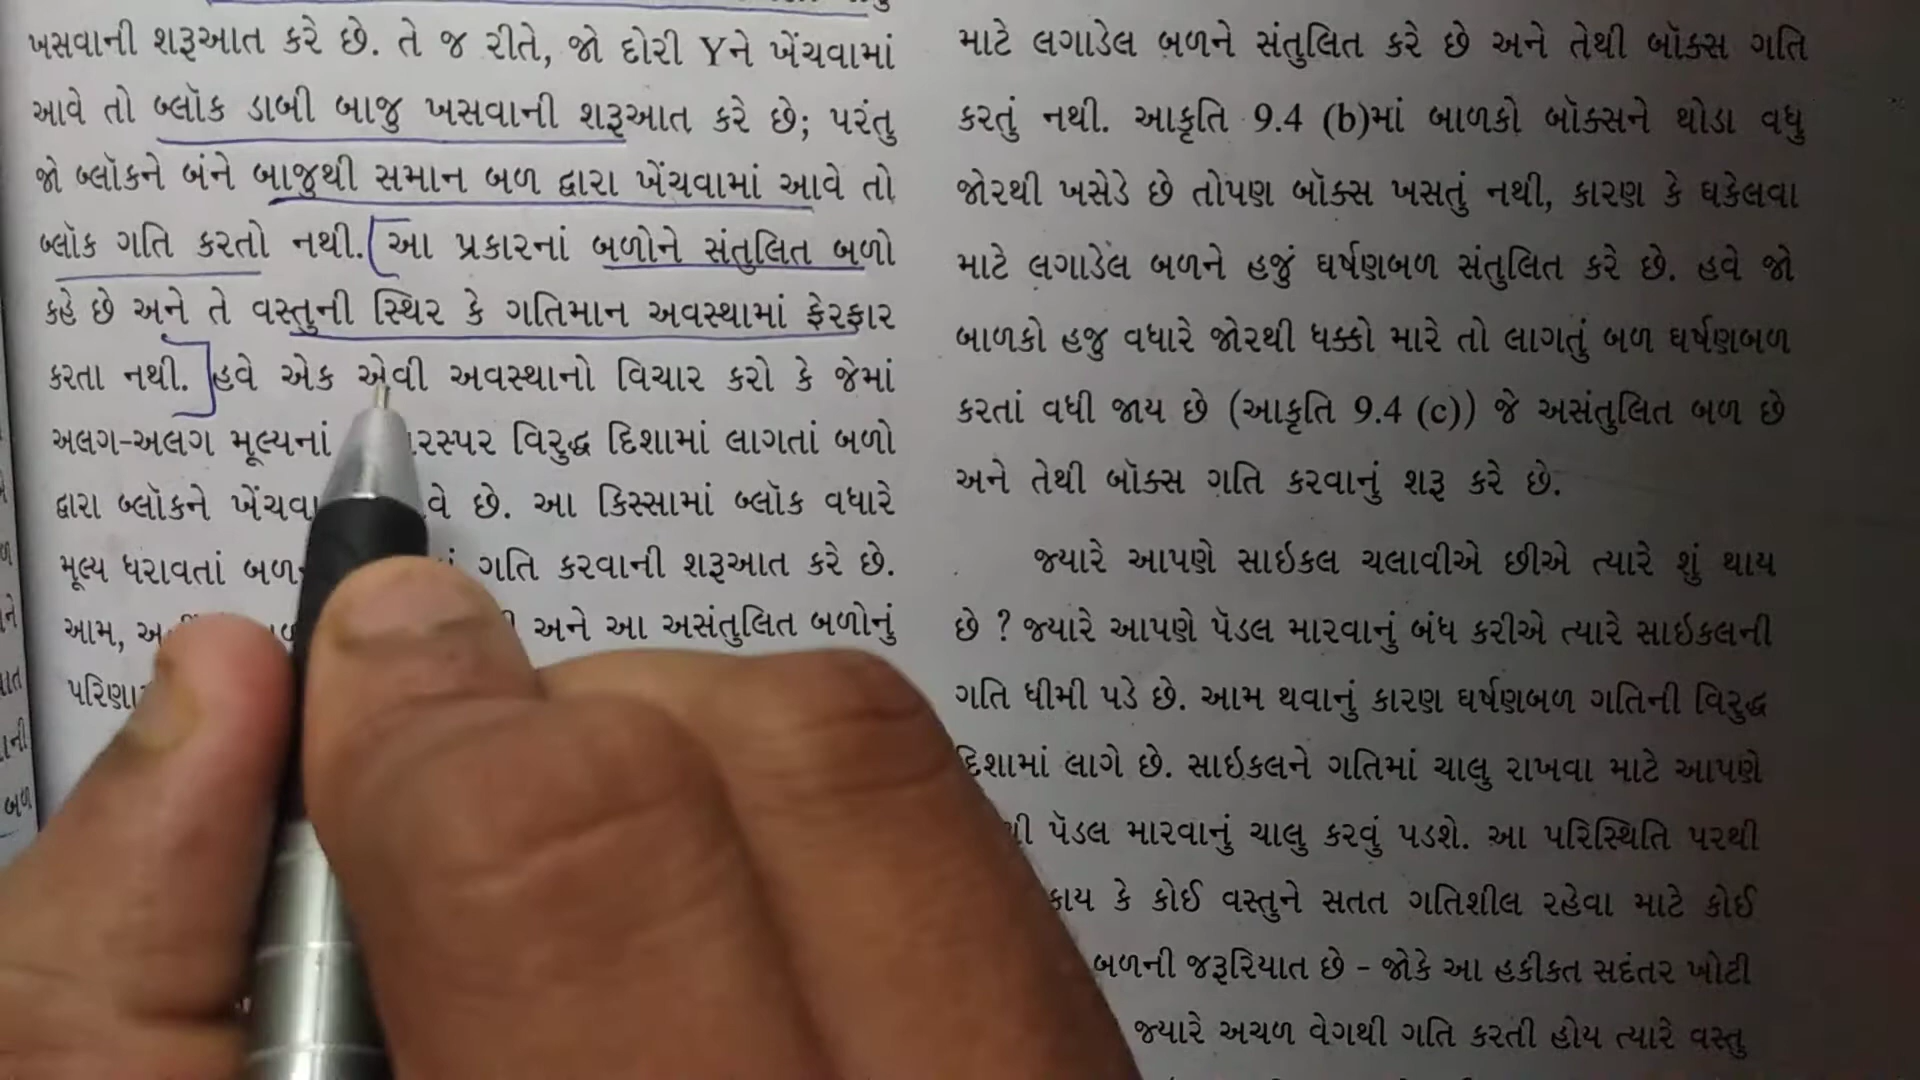 ખસવાની શરૂઆત કરે છે. તે જ રીતે, જો દોરી Yને ખેંચવામાં
આવે તો બ્લૉક ડાબી બાજુ ખસવાની શરૂઆત કરે છે; પરંતુ
જો બ્લૉકને બંને બાજુથી સમાન બળ દ્વારા ખેંચવામાં આવે તો
બ્લૉક ગતિ કરતો નથી. આ પ્રકારનાં બળોને સંતુલિત બળો
કહે છે અને તે વસ્તુની સ્થિર કે ગતિમાન અવસ્થામાં ફેરફાર
કરતા નથી. હવે એક એવી અવસ્થાનો વિચાર કરો કે જેમાં
અલગ-અલગ મૂલ્યનાં વિરુદ્ધ દિશામાં લાગતાં બળો
દ્વારા બ્લૉકને છે. આ કિસ્સામાં બ્લૉક વધારે
મૂલ્ય ધરાવતાં ગતિ કરવાની શરૂઆત કરે છે.
આમ, અને આ અસંતુલિત બળોનું
માટે લગાડેલ બળને સંતુલિત કરે છે અને તેથી બૉક્સ ગતિ
કરતું નથી. આકૃતિ 9.4 (b)માં બાળકો બૉક્સને થોડા વધુ
જોરથી ખસેડે છે તોપણ બૉક્સ ખસતું નથી, કારણ કે ધકેલવા
માટે લગાડેલ બળને હજું ઘર્ષણબળ સંતુલિત કરે છે. હવે જો
બાળકો હજુ વધારે જોરથી ધક્કો મારે તો લાગતું બળ ઘર્ષણબળ
કરતાં વધી જાય છે (આકૃતિ 9.4 (c)) જે અસંતુલિત બળ છે
અને તેથી બૉક્સ ગતિ કરવાનું શરૂ કરે છે.
જ્યારે આપણે સાઇકલ ચલાવીએ છીએ ત્યારે શું થાય
છે ? જ્યારે આપણે પૅડલ મારવાનું બંધ કરીએ ત્યારે સાઇકલની
ગતિ ધીમી પડે છે. આમ થવાનું કારણ ઘર્ષણબળ ગતિની વિરુદ્ધ
દિશામાં લાગે છે. સાઇકલને ગતિમાં ચાલુ રાખવા માટે આપણે
પૅડલ મારવાનું ચાલુ કરવું પડશે. આ પરિસ્થિતિ પરથી
કે કોઈ વસ્તુને સતત ગતિશીલ રહેવા માટે કોઈ
બળની જરૂરિયાત છે - જોકે આ હકીકત સદંતર ખોટી
જ્યારે અચળ વેગથી ગતિ કરતી હોય ત્યારે વસ્તુ